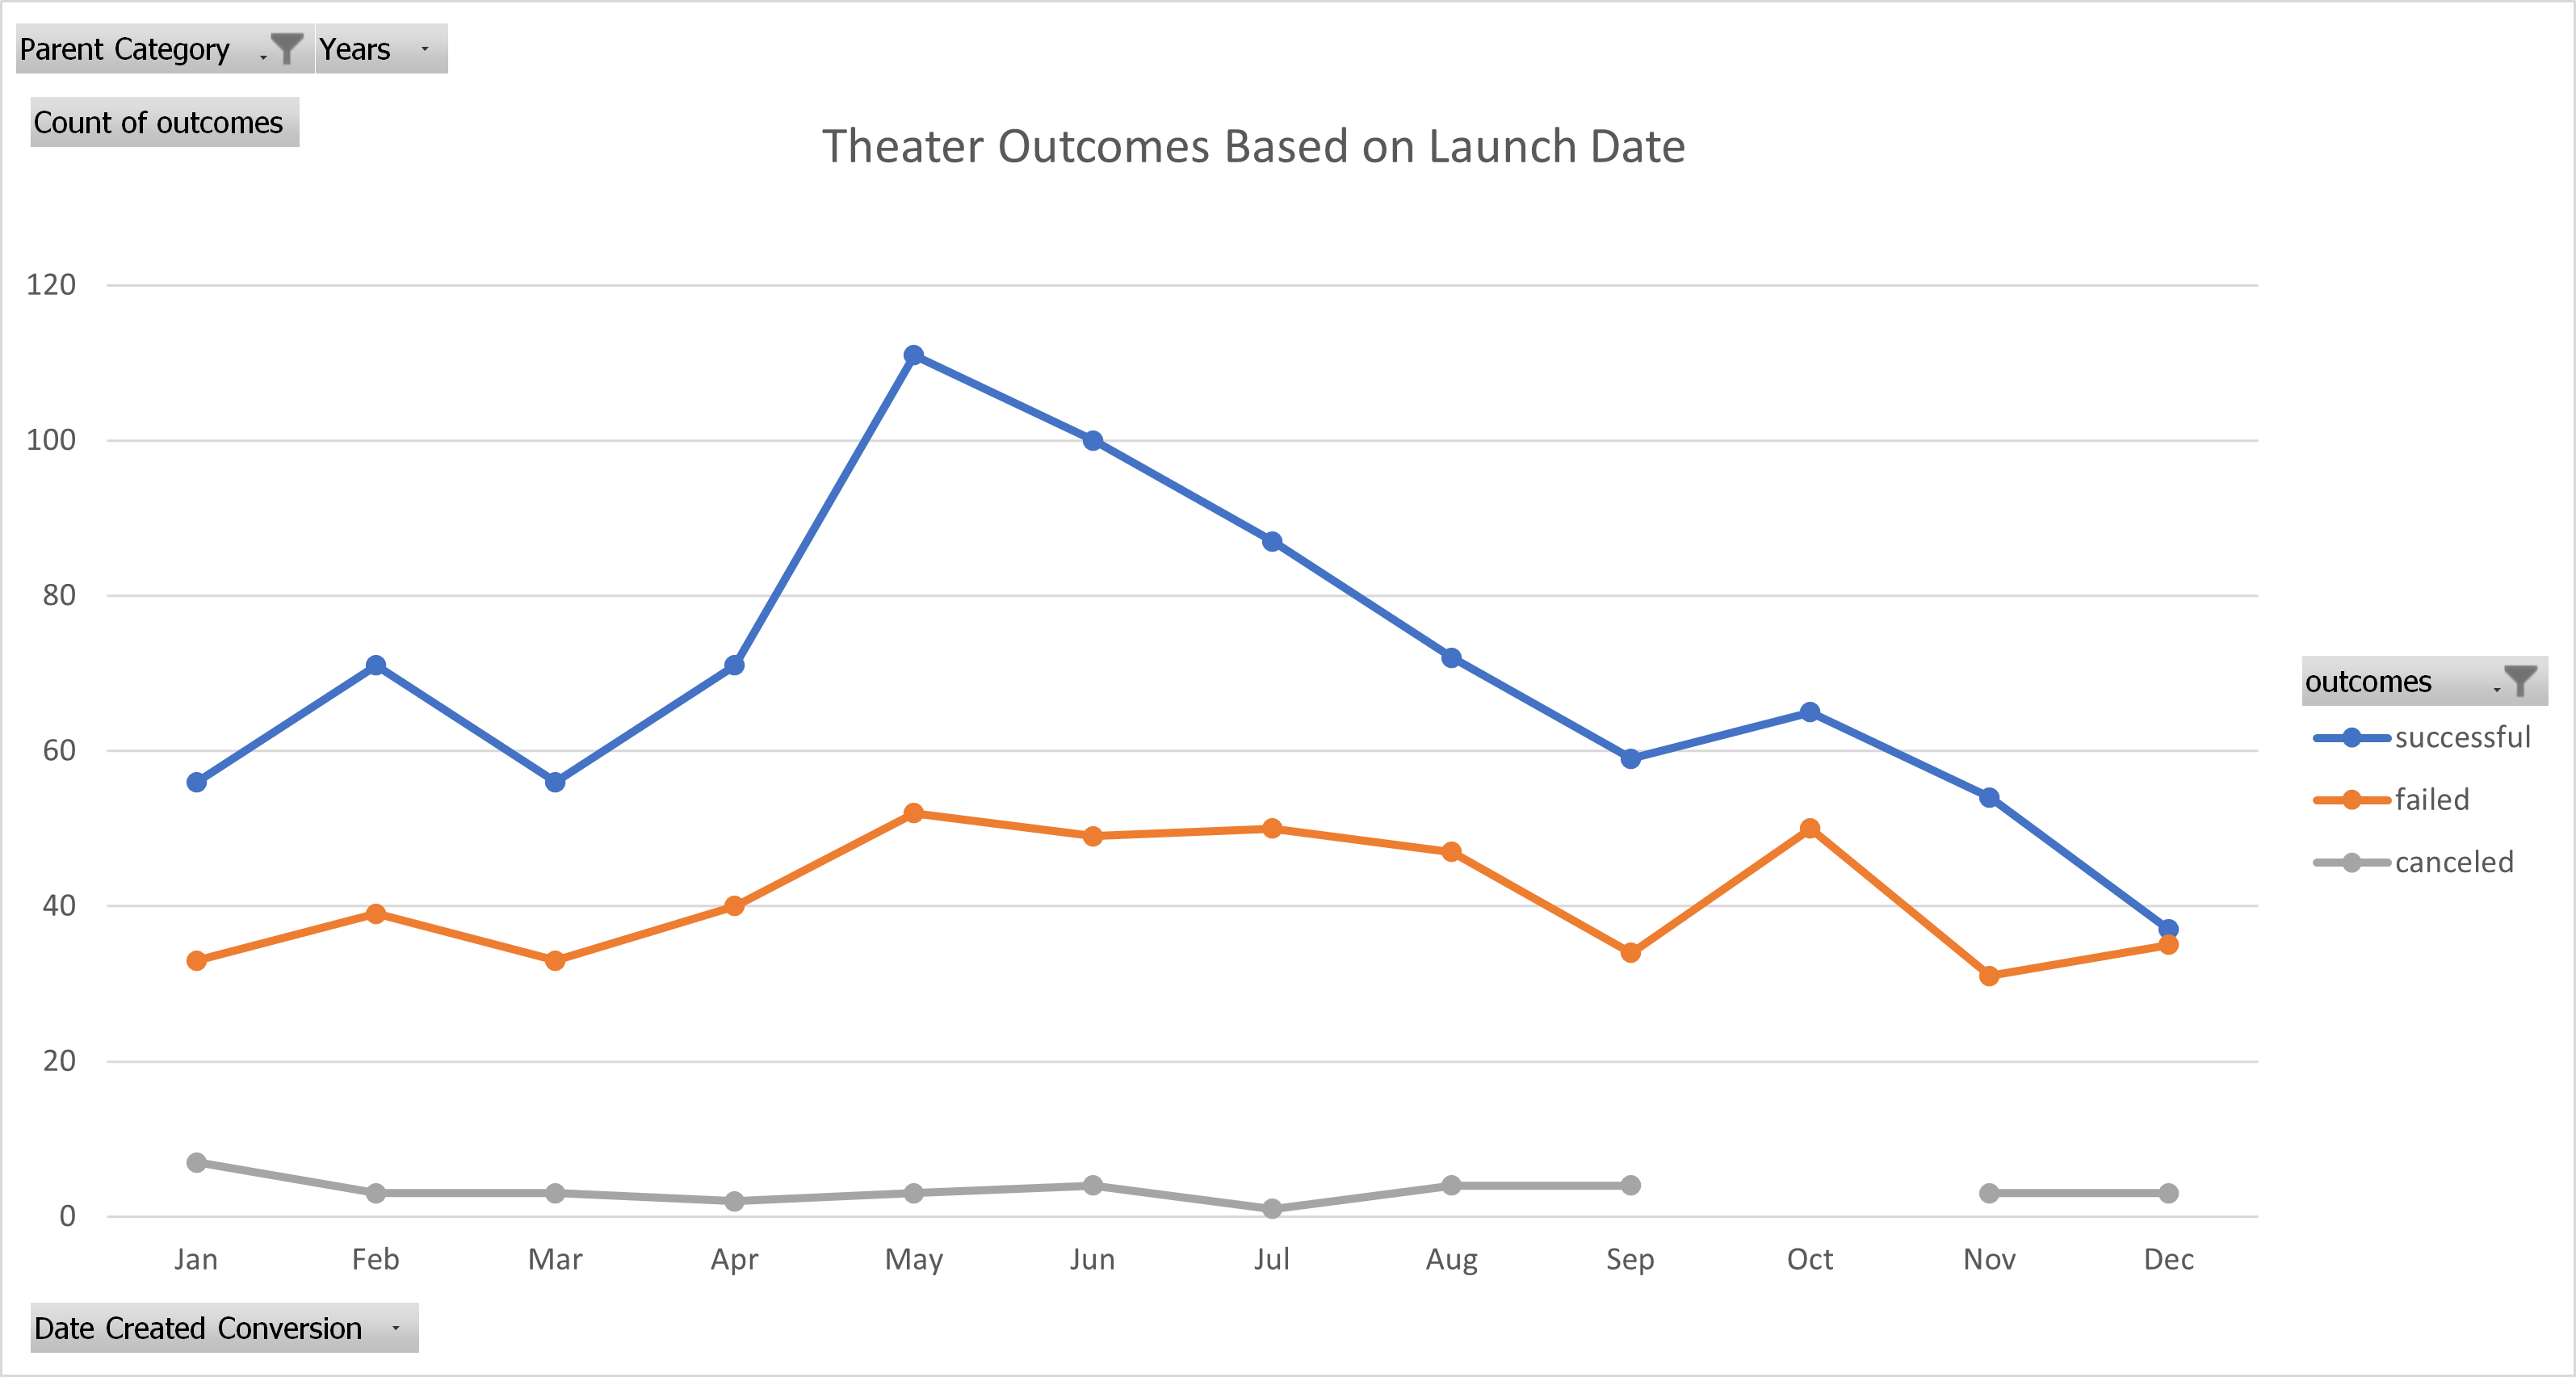 Parent Category Years
Count of outcomes
Theater Outcomes Based on Launch Date
120
100
80
60
40
20
0
Jan Feb Mar Apr May Jun Jul Aug Sep Oct Nov Dec
outcomes
successful
failed
canceled
Date Created Conversion